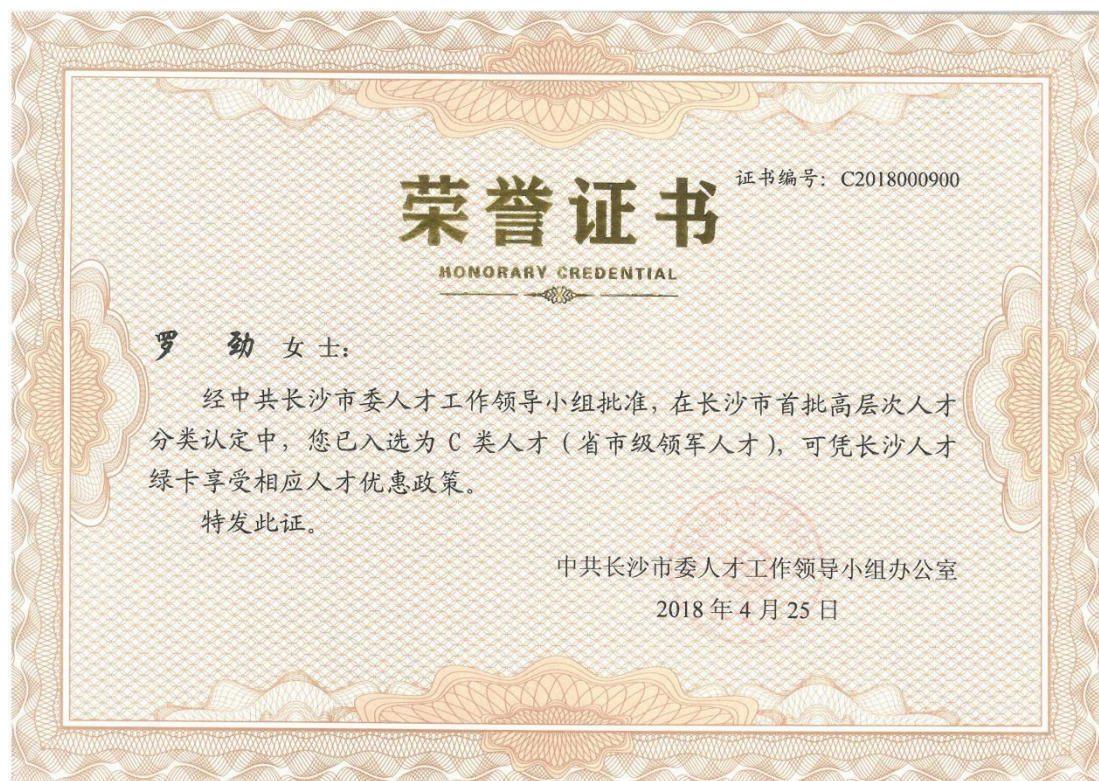 证书编号：C2018000900
荣誉证书
HONORARY CREDENTIAL
罗 劲 女士：
经中共长沙市委人才工作领导小组批准，在长沙市首批高层次人才
分类认定中，您已入选为 C 类人才（省市级领军人才），可凭长沙人才
绿卡享受相应人才优惠政策。
特发此证。
中共长沙市委人才工作领导小组办公室
2018 年 4 月 25 日